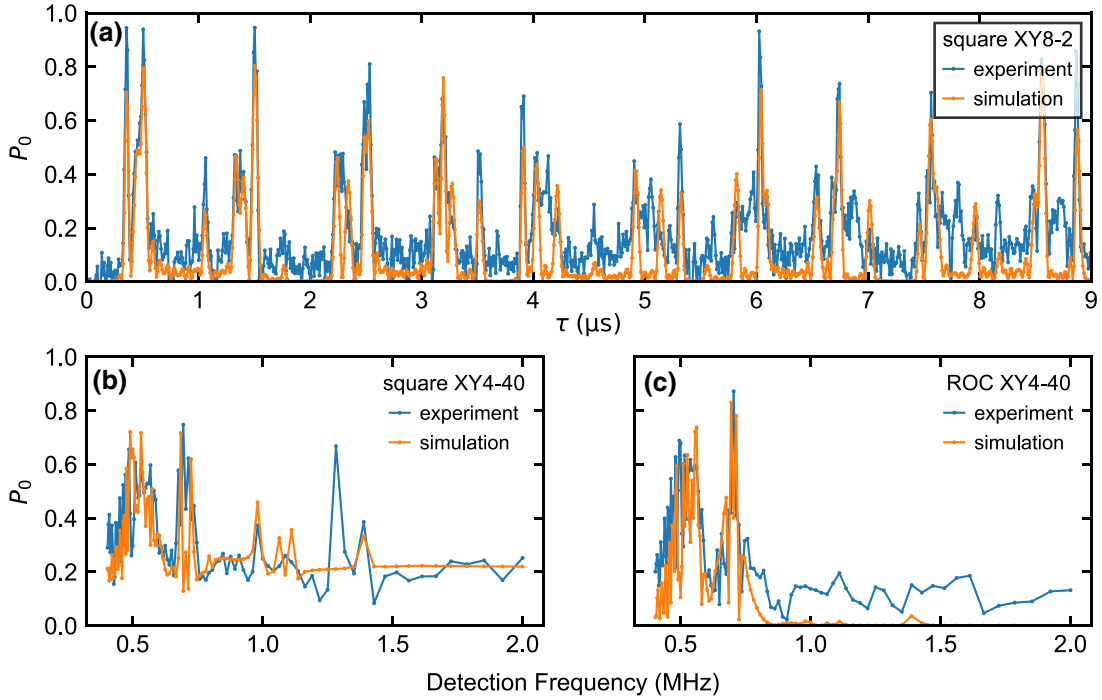 (a)
square XY8-2
experiment
simulation
P0
1.0
0.8
0.6
0.4
0.2
0.0
0 1 2 3 4 5 6 7 8 9
τ (μs)
(b)
square XY4-40
experiment
simulation
P0
1.0
0.8
0.6
0.4
0.2
0.0
0.5 1.0 1.5 2.0
(c)
ROC XY4-40
experiment
simulation
0.5 1.0 1.5 2.0
Detection Frequency (MHz)